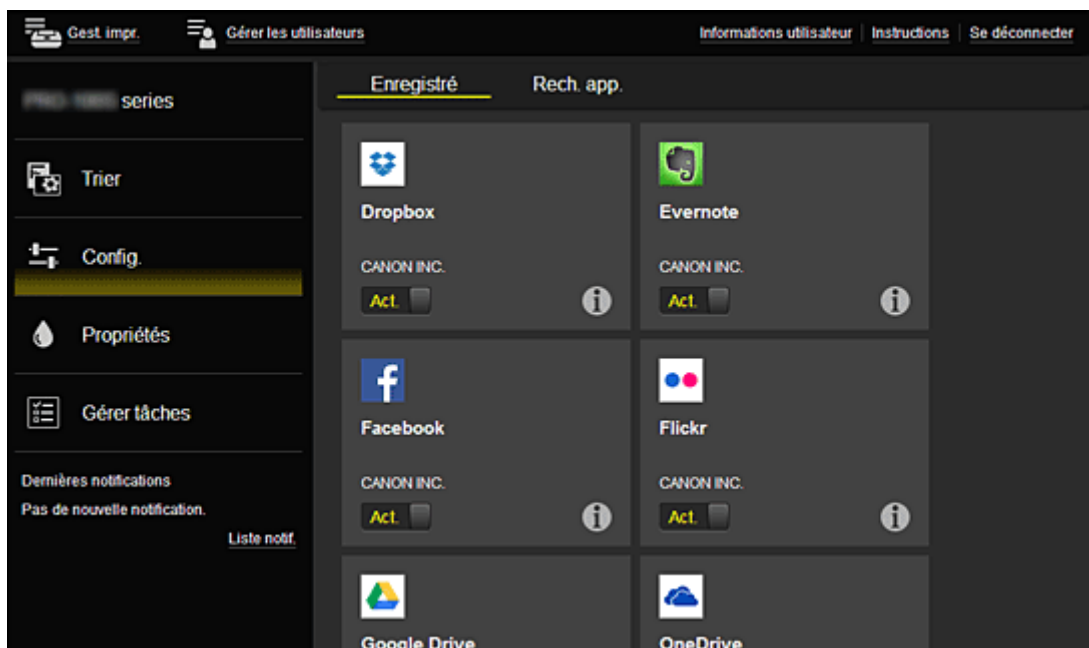 Gest. impr. Gérer les utilisateurs Informations utilisateur Instructions Se déconnecter
series
Trier
Config.
Propriétés
Gérer tâches
Dernières notifications
Pas de nouvelle notification.
Liste notif.
Enregistré Rech. app.
Dropbox
CANON INC.
Act.
Evernote
CANON INC.
Act.
Facebook
CANON INC.
Act.
Flickr
CANON INC.
Act.
Google Drive
OneDrive